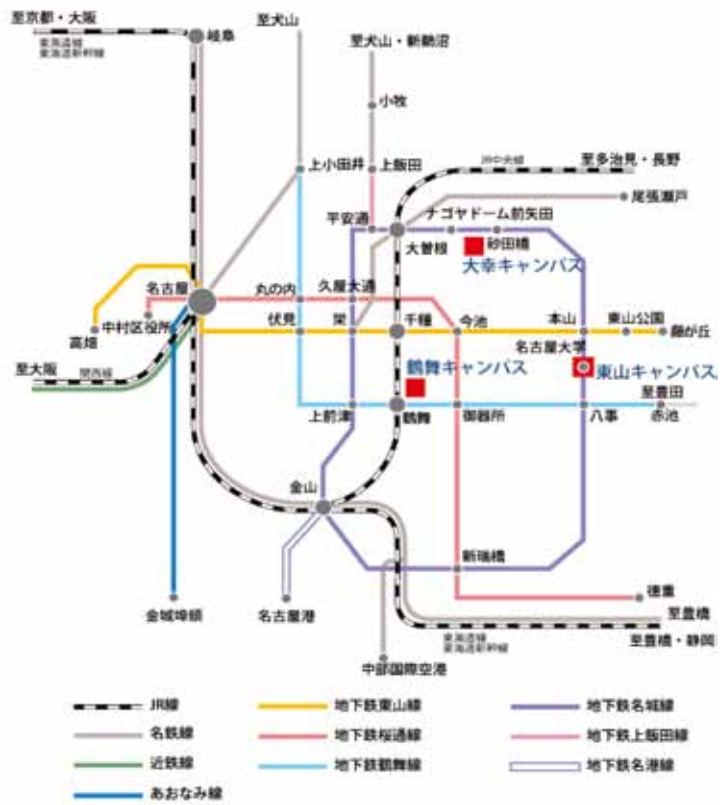 至京都・大阪
東海道線
東海道新幹線
岐阜
至犬山
至犬山・新鵜沼
小牧
上小田井
上飯田
JR中央線
至多治見・長野
尾張瀬戸
平安通
ナゴヤドーム前矢田
大曽根
砂田橋
大幸キャンパス
名古屋
丸の内
久屋大通
中村区役所
高畑
伏見
栄
千種
今池
本山
東山公園
藤が丘
名古屋大学
至大阪
関西線
鶴舞キャンパス
東山キャンパス
至豊田
上前津
鶴舞
御器所
八事
赤池
金山
新瑞橋
金城埠頭
名古屋港
徳重
至豊橋
東海道線
東海道新幹線
至豊橋・静岡
中部国際空港
JR線
地下鉄東山線
地下鉄名城線
名鉄線
地下鉄桜通線
地下鉄上飯田線
近鉄線
地下鉄鶴舞線
地下鉄名港線
あおなみ線